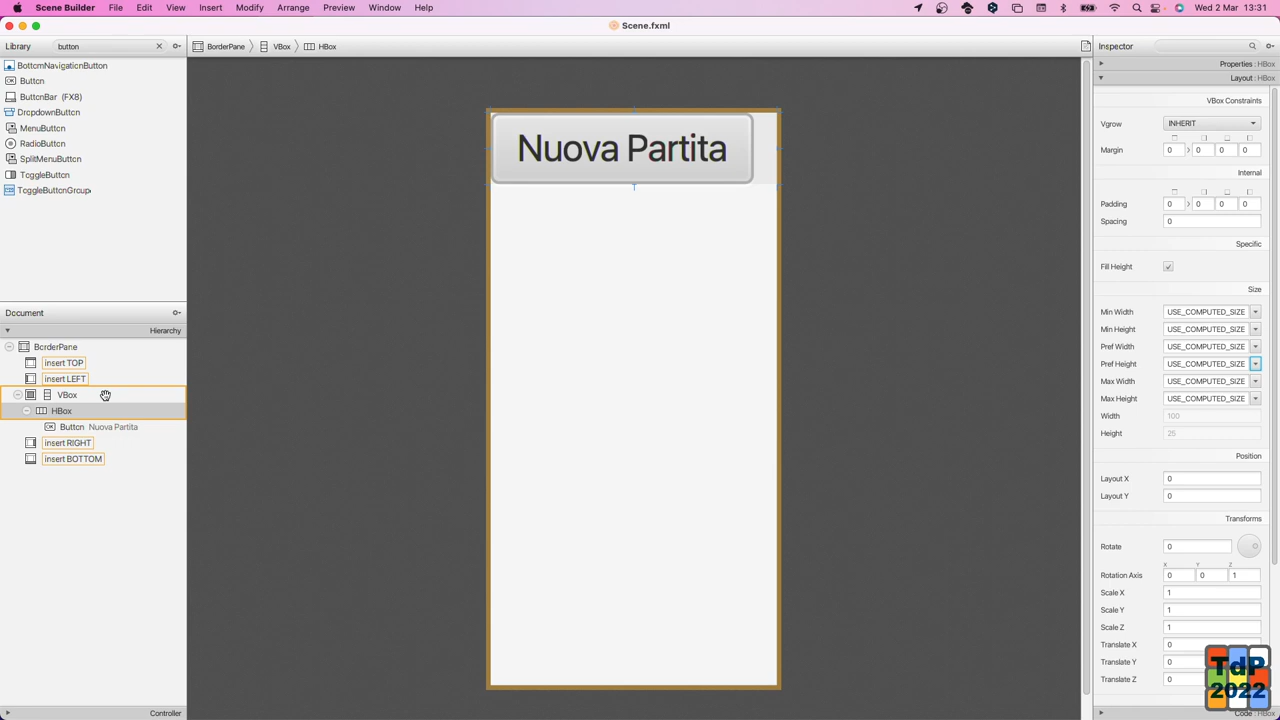 Scene Builder File Edit View Insert Modify Arrange Preview Window Help Wed 2 Mar 13:31
Scene.fxml
Library button
BorderPane VBox HBox
Inspector
BottomNavigationButton
Button
ButtonBar (FX8)
DropdownButton
MenuButton
RadioButton
SplitMenuButton
ToggleButton
ToggleButtonGroup
Nuova Partita
Document
Hierarchy
BorderPane
insert TOP
insert LEFT
VBox
HBox
Button Nuova Partita
insert RIGHT
insert BOTTOM
Controller
Properties : HBox
Layout : HBox
VBox Constraints
Vgrow INHERIT
Margin 0 0 0 0
Internal
Padding 0 0 0 0
Spacing 0
Specific
Fill Height
Size
Min Width USE_COMPUTED_SIZE
Min Height USE_COMPUTED_SIZE
Pref Width USE_COMPUTED_SIZE
Pref Height USE_COMPUTED_SIZE
Max Width USE_COMPUTED_SIZE
Max Height USE_COMPUTED_SIZE
Width 100
Height 25
Position
Layout X 0
Layout Y 0
Transforms
Rotate 0
X Y Z
Rotation Axis 0 0 1
Scale X 1
Scale Y 1
Scale Z 1
Translate X 0
Translate Y 0
Translate Z 0
Code : HBox
TdP
2022